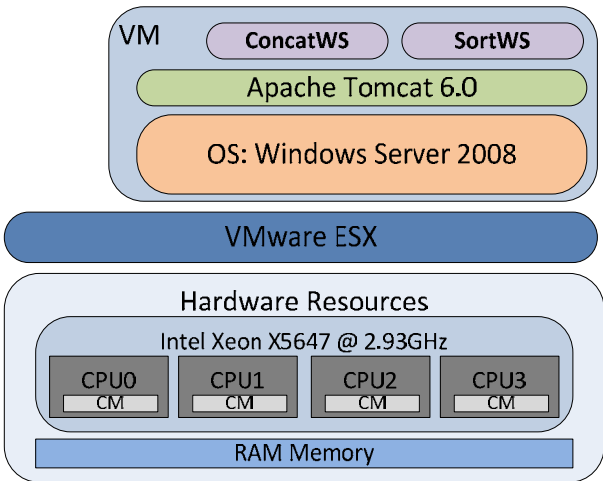 VM
ConcatWS
SortWS
Apache Tomcat 6.0
OS: Windows Server 2008
VMware ESX
Hardware Resources
Intel Xeon X5647 @ 2.93GHz
CPU0
CPU1
CPU2
CPU3
CM
CM
CM
CM
RAM Memory